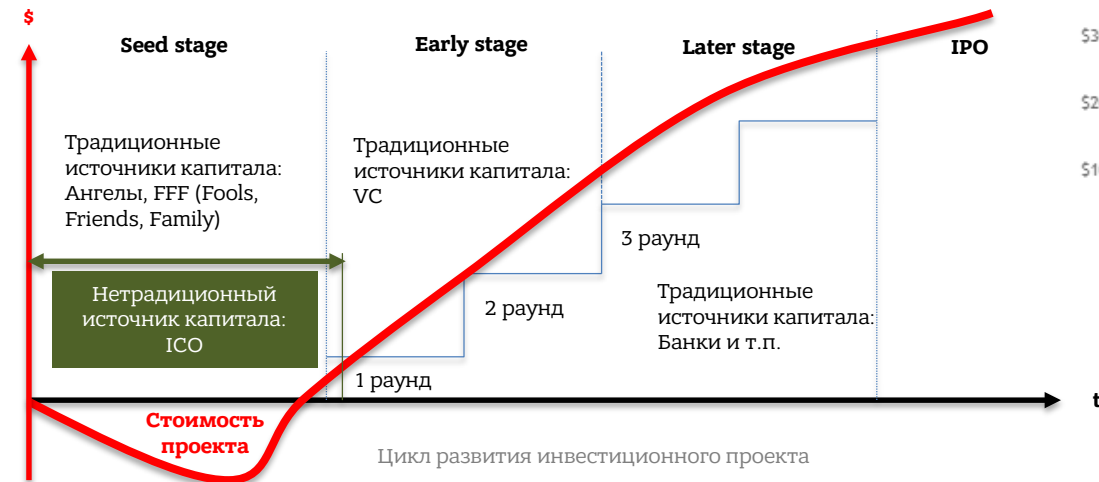 $
Seed stage
Early stage
Later stage
IPO
Традиционные
источники капитала:
Ангелы, FFF (Fools,
Friends, Family)
Традиционные
источники капитала:
VC
Нетрадиционный
источник капитала:
ICO
1 раунд
2 раунд
3 раунд
Традиционные
источники капитала:
Банки и т.п.
t
Стоимость
проекта
Цикл развития инвестиционного проекта